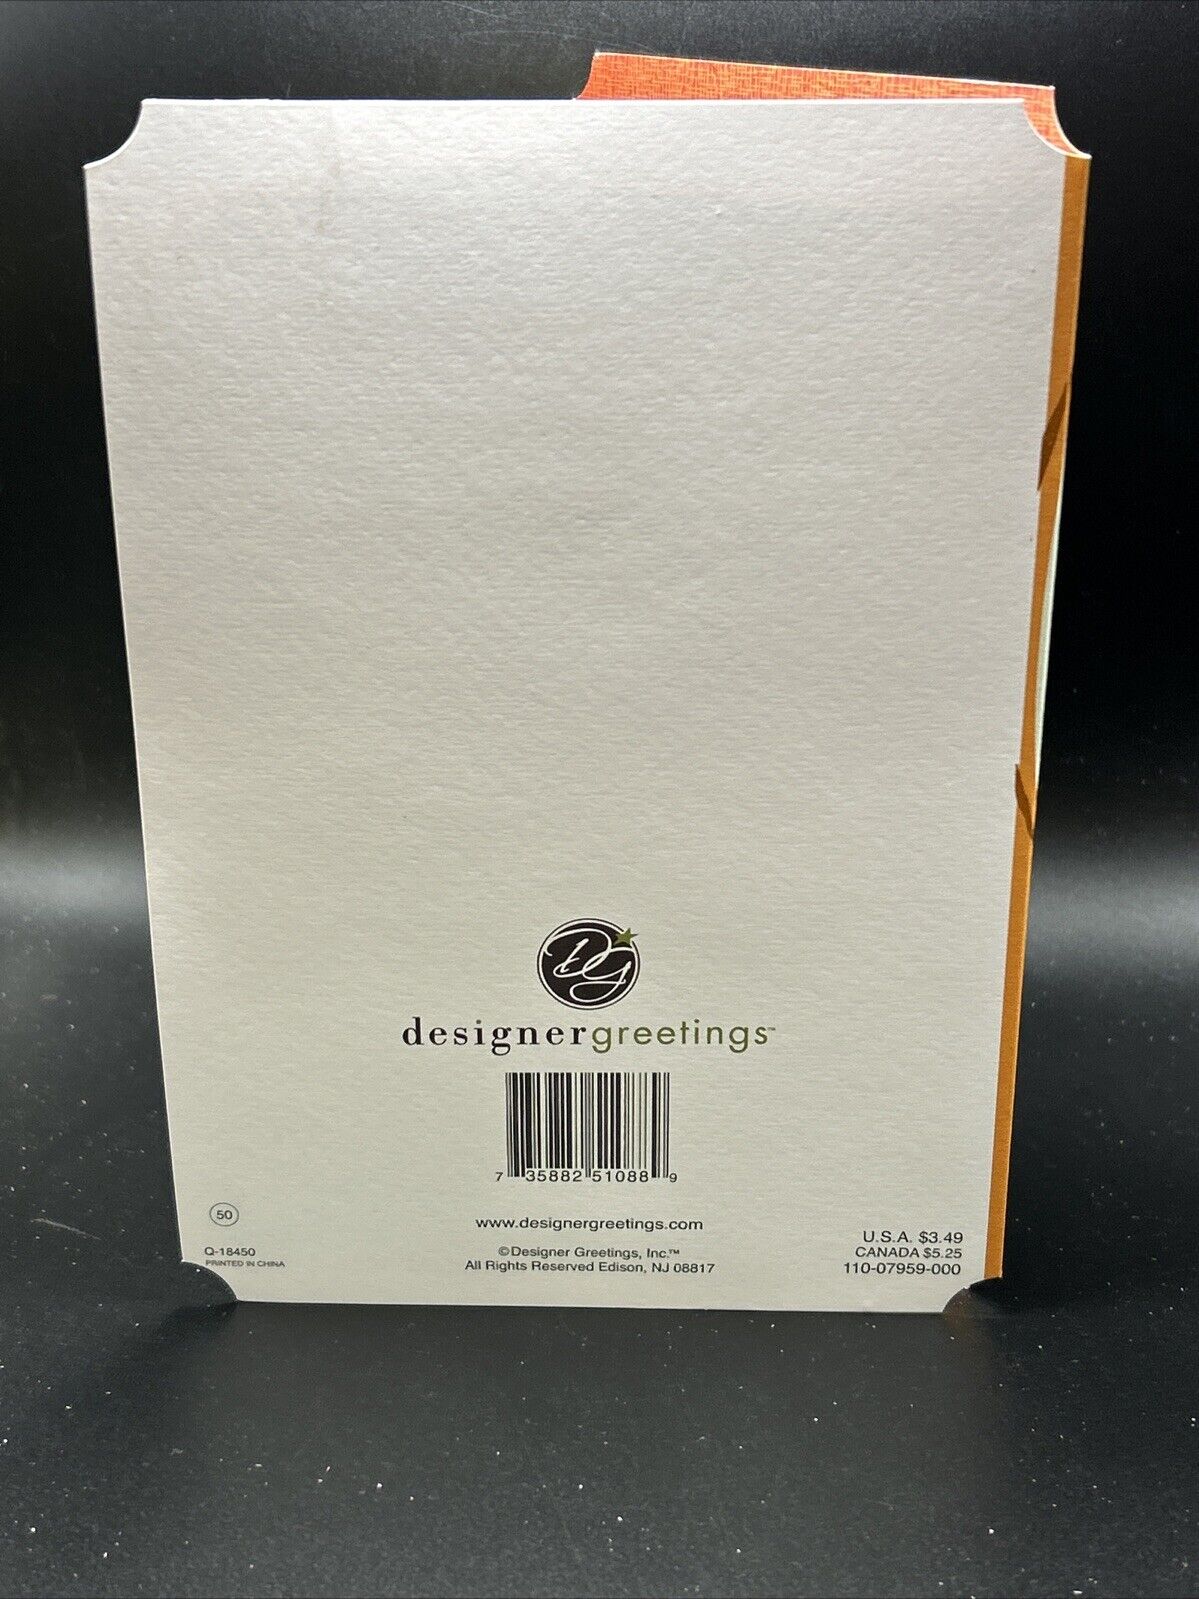 DG
designergreetings™
7 35882 51088 9
50
www.designergreetings.com
U.S.A. $3.49
Q-18450
©Designer Greetings, Inc.™
CANADA $5.25
PRINTED IN CHINA
All Rights Reserved Edison, NJ 08817
110-07959-000